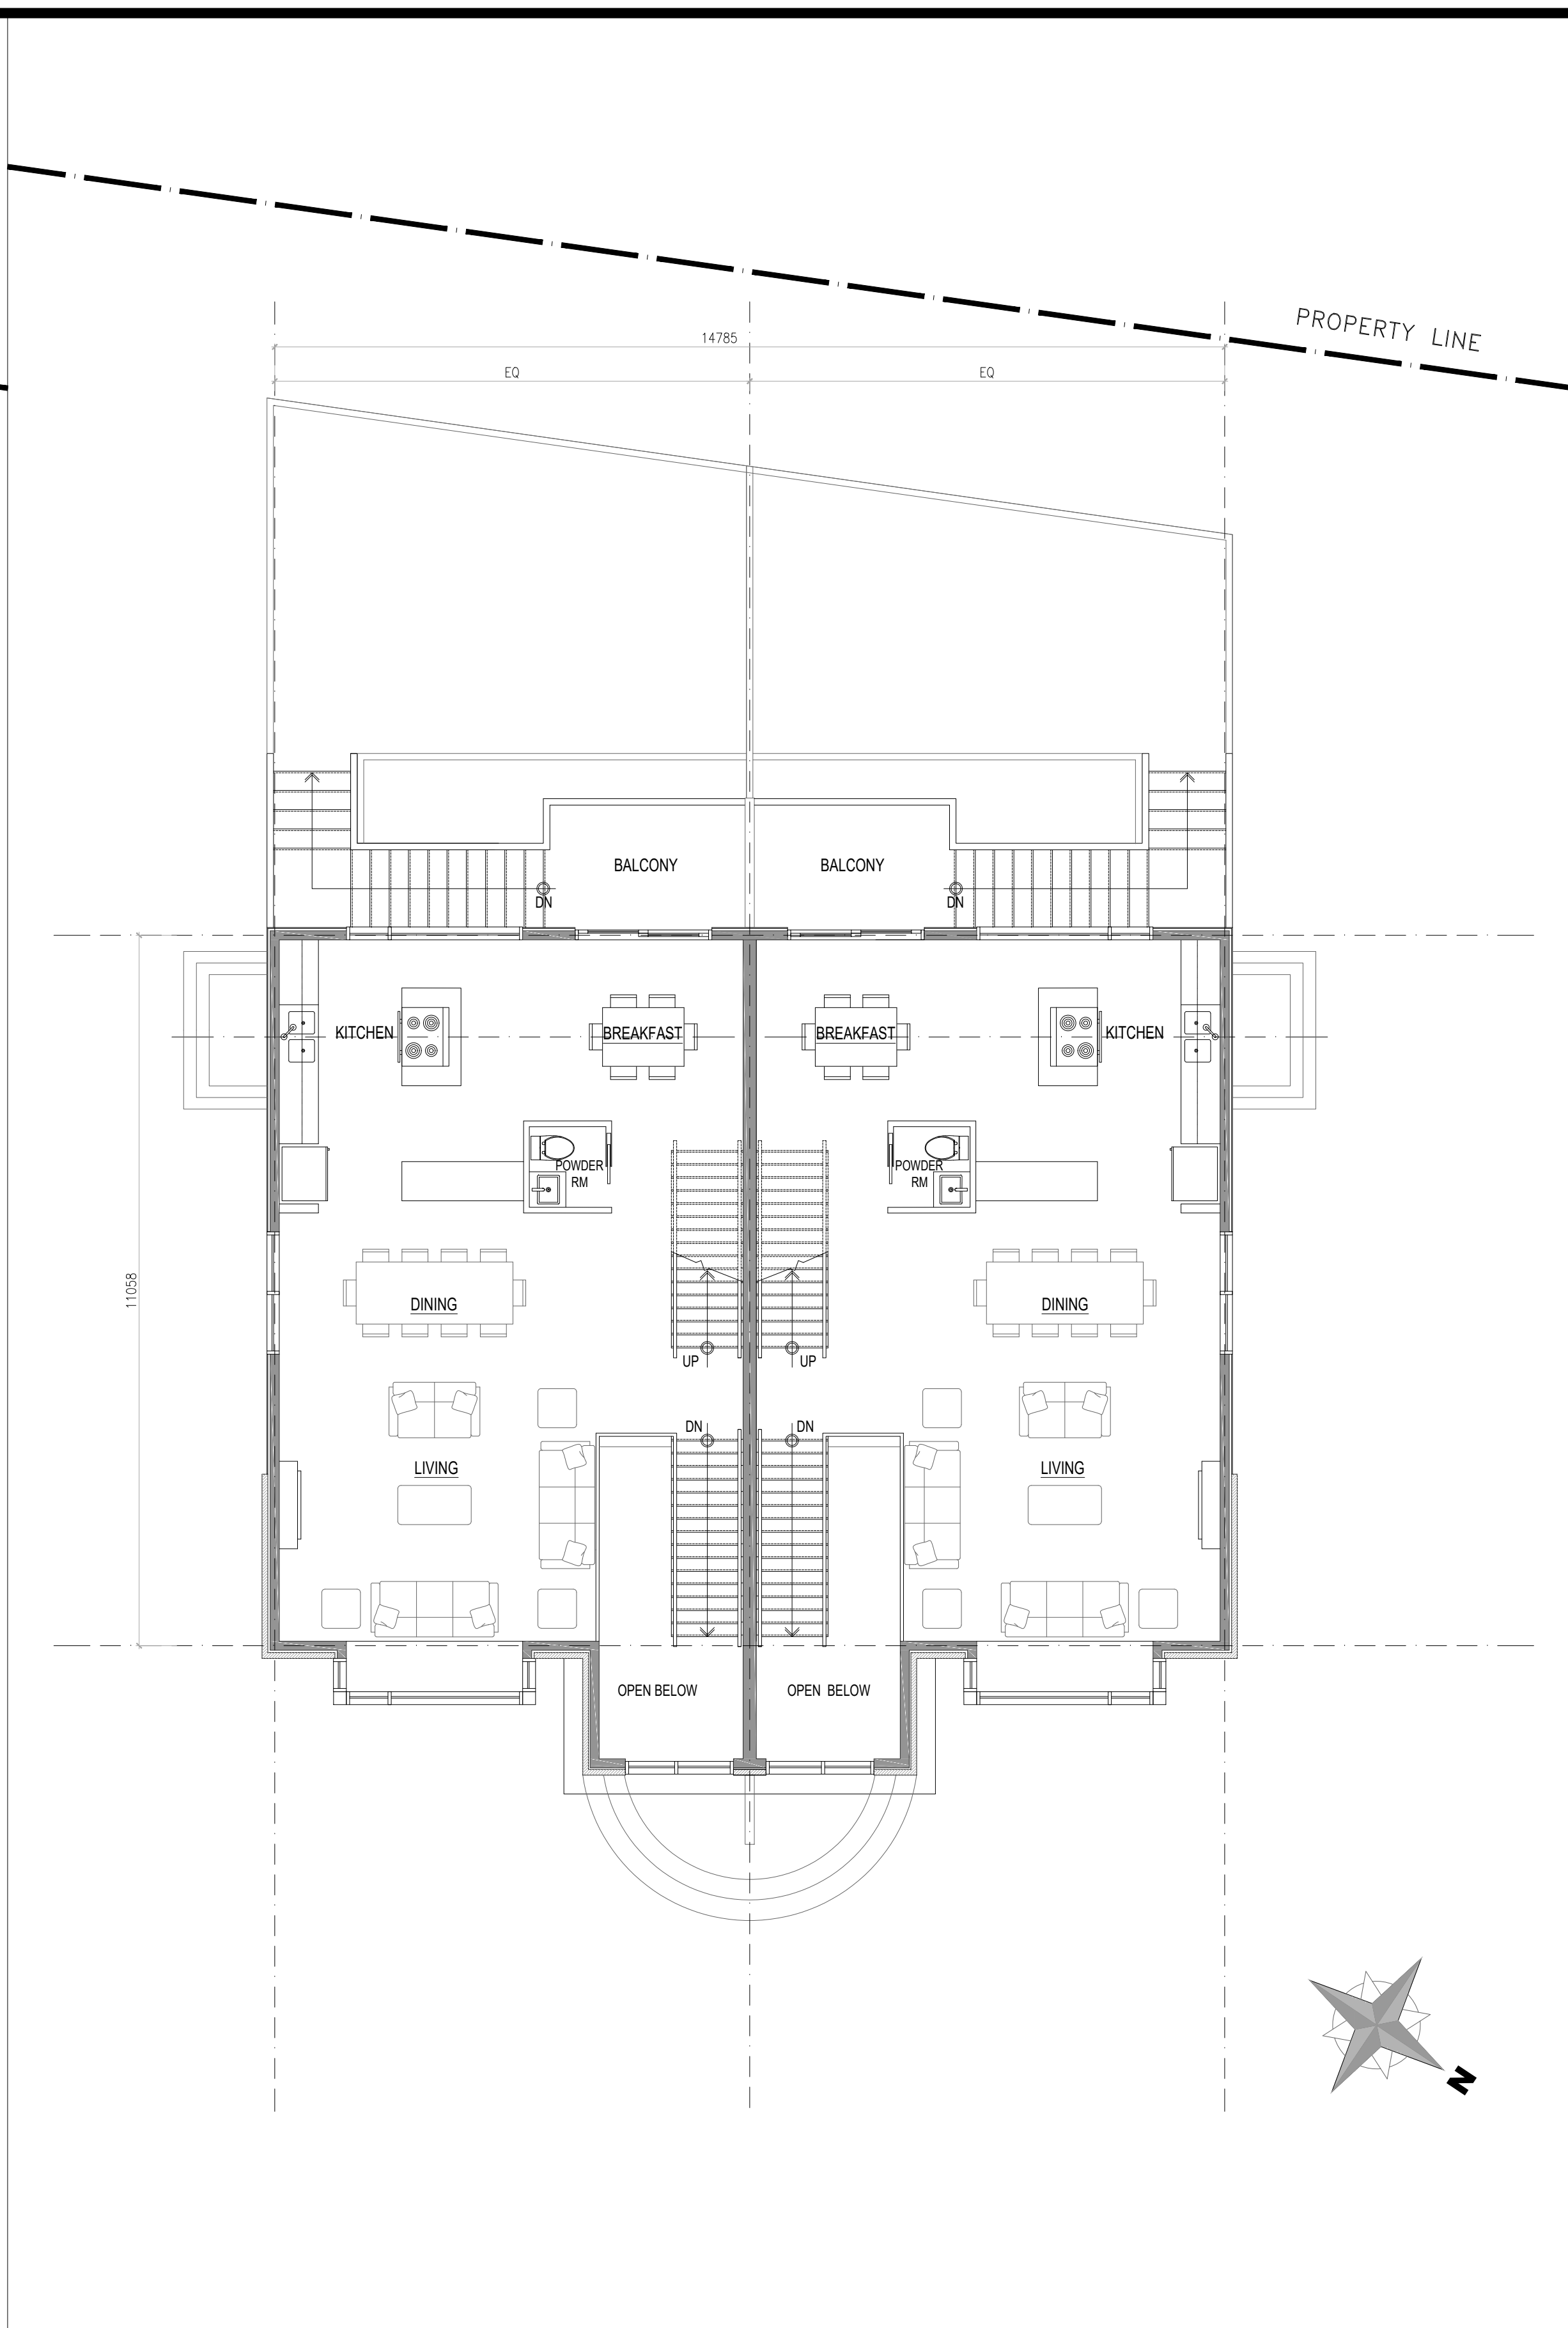 PROPERTY LINE
14785
EQ
EQ
BALCONY
BALCONY
DN
DN
KITCHEN
BREAKFAST
BREAKFAST
KITCHEN
POWDER
RM
POWDER
RM
11058
DINING
DINING
UP
UP
DN
DN
LIVING
LIVING
OPEN BELOW
OPEN BELOW
N